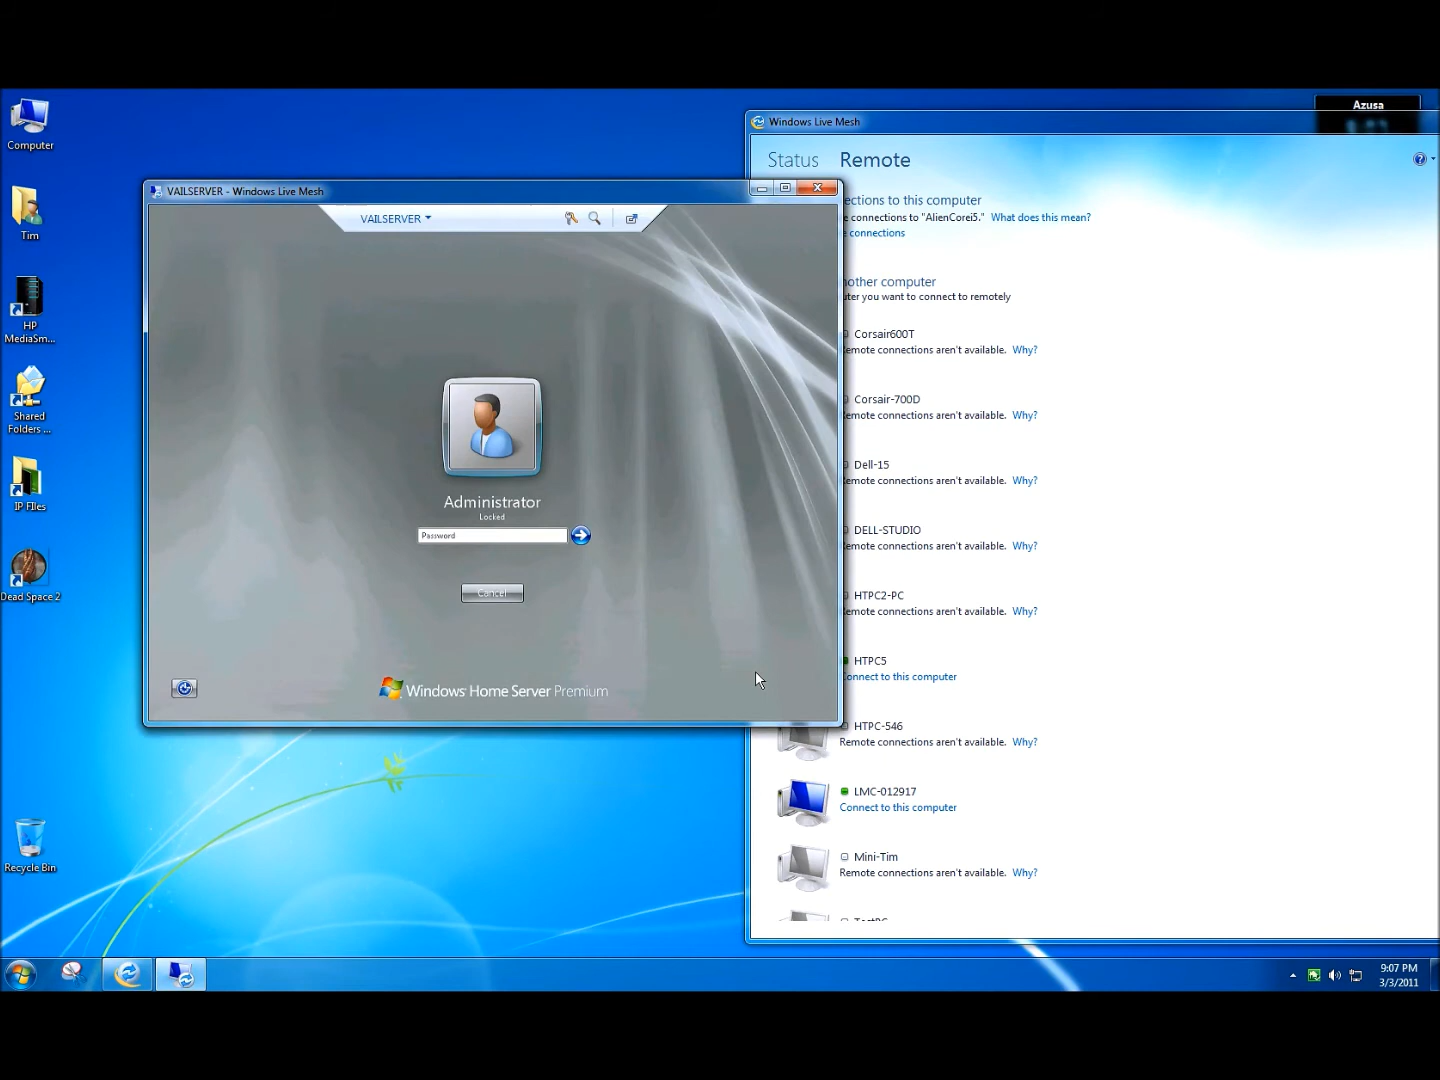 Computer
Tim
HP
MediaSm...
Shared
Folders ...
IP FIles
Dead Space 2
Recycle Bin
Azusa
Windows Live Mesh
Status Remote
ections to this computer
e connections to "AlienCorei5." What does this mean?
e connections
nother computer
uter you want to connect to remotely
Corsair600T
emote connections aren't available. Why?
Corsair-700D
emote connections aren't available. Why?
Dell-15
emote connections aren't available. Why?
DELL-STUDIO
emote connections aren't available. Why?
HTPC2-PC
emote connections aren't available. Why?
HTPC5
onnect to this computer
HTPC-546
Remote connections aren't available. Why?
LMC-012917
Connect to this computer
Mini-Tim
Remote connections aren't available. Why?
VAILSERVER - Windows Live Mesh
VAILSERVER
Administrator
Locked
Password
Cancel
Windows Home Server Premium
9:07 PM
3/3/2011